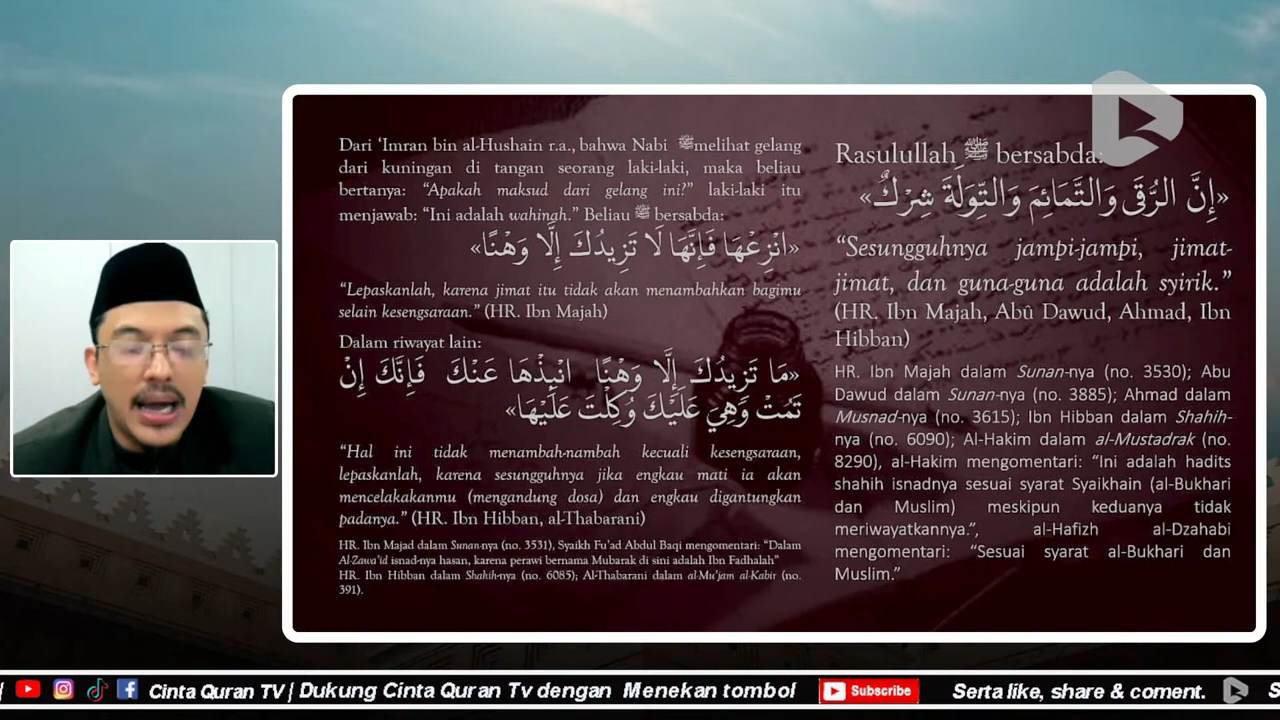 Dari ‘Imran bin al-Hushain r.a., bahwa Nabi ﷺ melihat gelang
dari kuningan di tangan seorang laki-laki, maka beliau
bertanya: “Apakah maksud dari gelang ini?” laki-laki itu
menjawab: “Ini adalah wahinah.” Beliau ﷺ bersabda:
«انْزِعْهَا فَإِنَّهَا لَا تَزِيدُكَ إِلَّا وَهْنًا»
“Lepaskanlah, karena jimat itu tidak akan menambahkan bagimu
selain kesengsaraan.” (HR. Ibn Majah)
Dalam riwayat lain:
«مَا تَزِيدُكَ إِلَّا وَهْنًا انْبِذْهَا عَنْكَ فَإِنَّكَ إِنْ
تَمُتْ وَهِيَ عَلَيْكَ وُكِلْتَ عَلَيْهَا»
“Hal ini tidak menambah-nambah kecuali kesengsaraan,
lepaskanlah, karena sesungguhnya jika engkau mati ia akan
mencelakakanmu (mengandung dosa) dan engkau digantungkan
padanya.” (HR. Ibn Hibban, al-Thabarani)
HR. Ibn Majad dalam Sunan-nya (no. 3531), Syaikh Fu’ad Abdul Baqi mengomentari: “Dalam
Al-Zawa’id isnad-nya hasan, karena perawi bernama Mubarak di sini adalah Ibn Fadhalah”
HR. Ibn Hibban dalam Shahih-nya (no. 6085); Al-Thabarani dalam al-Mu’jam al-Kabir (no.
391).
Rasulullah ﷺ bersabda:
«إِنَّ الرُّقَى وَالتَّمَائِمَ وَالتِّوَلَةَ شِرْكٌ»
“Sesungguhnya jampi-jampi, jimat-
jimat, dan guna-guna adalah syirik.”
(HR. Ibn Majah, Abû Dawud, Ahmad, Ibn
Hibban)
HR. Ibn Majah dalam Sunan-nya (no. 3530); Abu
Dawud dalam Sunan-nya (no. 3885); Ahmad dalam
Musnad-nya (no. 3615); Ibn Hibban dalam Shahih-
nya (no. 6090); Al-Hakim dalam al-Mustadrak (no.
8290), al-Hakim mengomentari: “Ini adalah hadits
shahih isnadnya sesuai syarat Syaikhain (al-Bukhari
dan Muslim) meskipun keduanya tidak
meriwayatkannya.”, al-Hafizh al-Dzahabi
mengomentari: “Sesuai syarat al-Bukhari dan
Muslim.”
Cinta Quran TV | Dukung Cinta Quran Tv dengan Menekan tombol Subscribe Serta like, share & coment. S